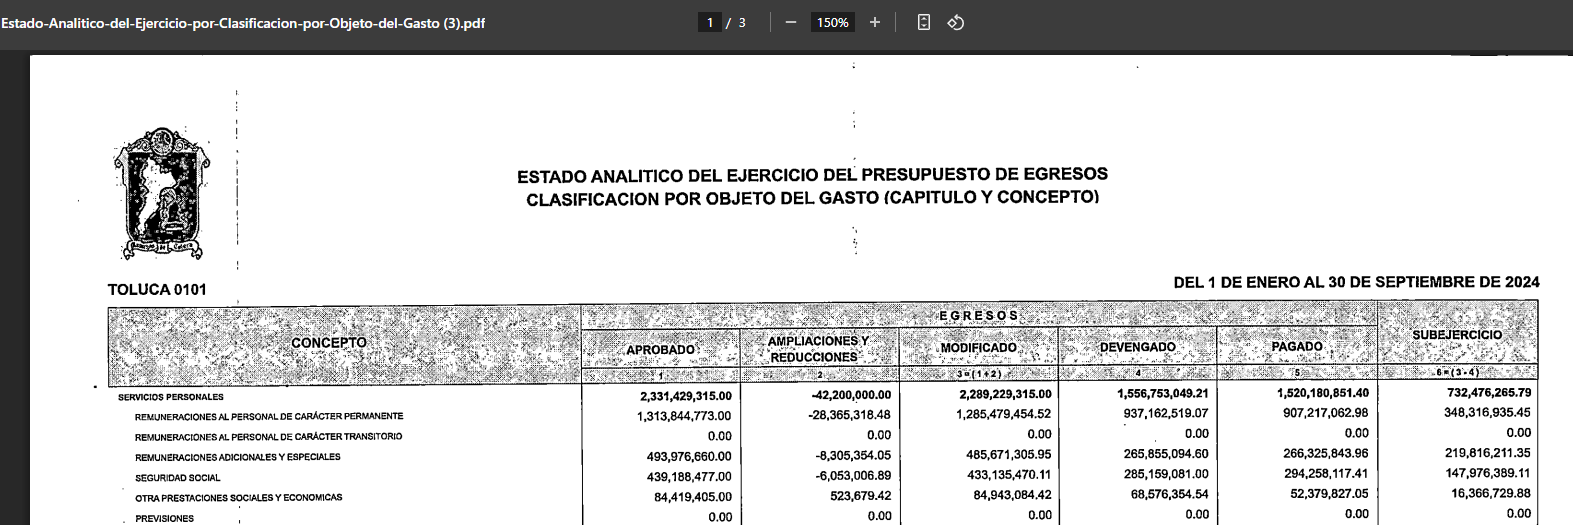 Estado-Analitico-del-Ejercicio-por-Clasificacion-por-Objeto-del-Gasto (3).pdf 1 / 3 150%
ESTADO ANALITICO DEL EJERCICIO DEL PRESUPUESTO DE EGRESOS
CLASIFICACION POR OBJETO DEL GASTO (CAPITULO Y CONCEPTO)
TOLUCA 0101 DEL 1 DE ENERO AL 30 DE SEPTIEMBRE DE 2024
CONCEPTO EGRESOS SUBEJERCICIO
APROBADO AMPLIACIONES Y REDUCCIONES MODIFICADO DEVENGADO PAGADO
1 2 3=(1+2) 4 5 6=(3-4)
SERVICIOS PERSONALES 2,331,429,315.00 -42,200,000.00 2,289,229,315.00 1,556,753,049.21 1,520,180,851.40 732,476,265.79
REMUNERACIONES AL PERSONAL DE CARÁCTER PERMANENTE 1,313,844,773.00 -28,365,318.48 1,285,479,454.52 937,162,519.07 907,217,062.98 348,316,935.45
REMUNERACIONES AL PERSONAL DE CARÁCTER TRANSITORIO 0.00 0.00 0.00 0.00 0.00 0.00
REMUNERACIONES ADICIONALES Y ESPECIALES 493,976,660.00 -8,305,354.05 485,671,305.95 265,855,094.60 266,325,843.96 219,816,211.35
SEGURIDAD SOCIAL 439,188,477.00 -6,053,006.89 433,135,470.11 285,159,081.00 294,258,117.41 147,976,389.11
OTRA PRESTACIONES SOCIALES Y ECONOMICAS 84,419,405.00 523,679.42 84,943,084.42 68,576,354.54 52,379,827.05 16,366,729.88
PREVISIONES 0.00 0.00 0.00 0.00 0.00 0.00